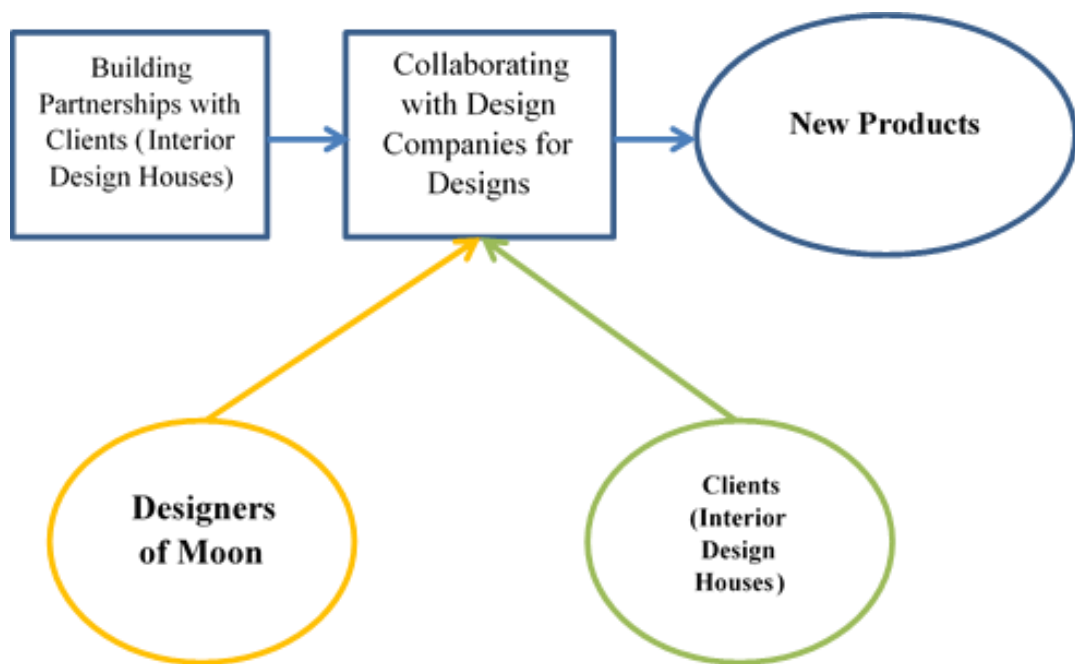 Building
Partnerships with
Clients (Interior
Design Houses)
Collaborating
with Design
Companies for
Designs
New Products
Designers
of Moon
Clients
(Interior
Design
Houses)